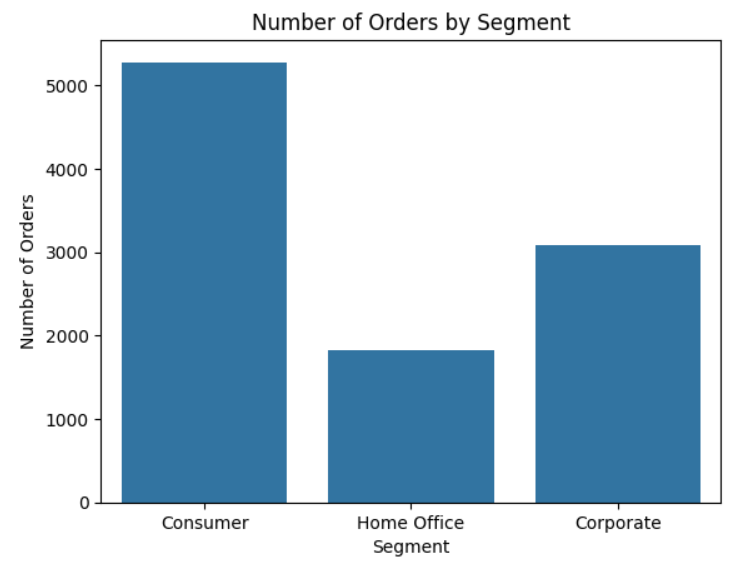 Number of Orders by Segment
Number of Orders
5000
4000
3000
2000
1000
0
Consumer
Home Office
Corporate
Segment